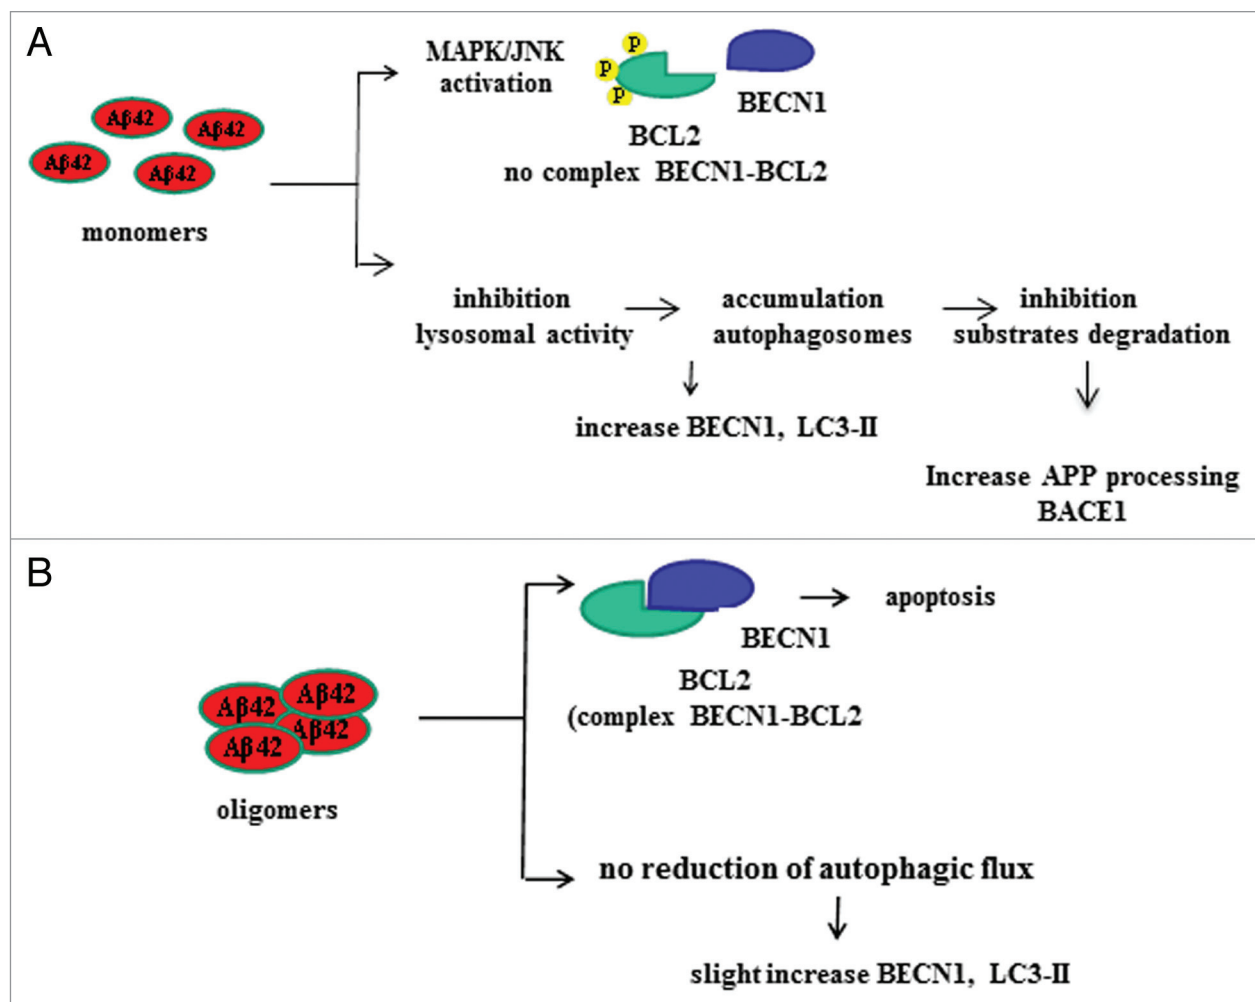 A
MAPK/JNK
activation
P
P
P
BECN1
BCL2
no complex BECN1-BCL2
Aβ42
Aβ42
Aβ42
Aβ42
monomers
inhibition
lysosomal activity
accumulation
autophagosomes
inhibition
substrates degradation
increase BECN1, LC3-II
Increase APP processing
BACE1
B
BECN1
apoptosis
BCL2
(complex BECN1-BCL2
Aβ42
Aβ42
Aβ42
Aβ42
oligomers
no reduction of autophagic flux
slight increase BECN1, LC3-II